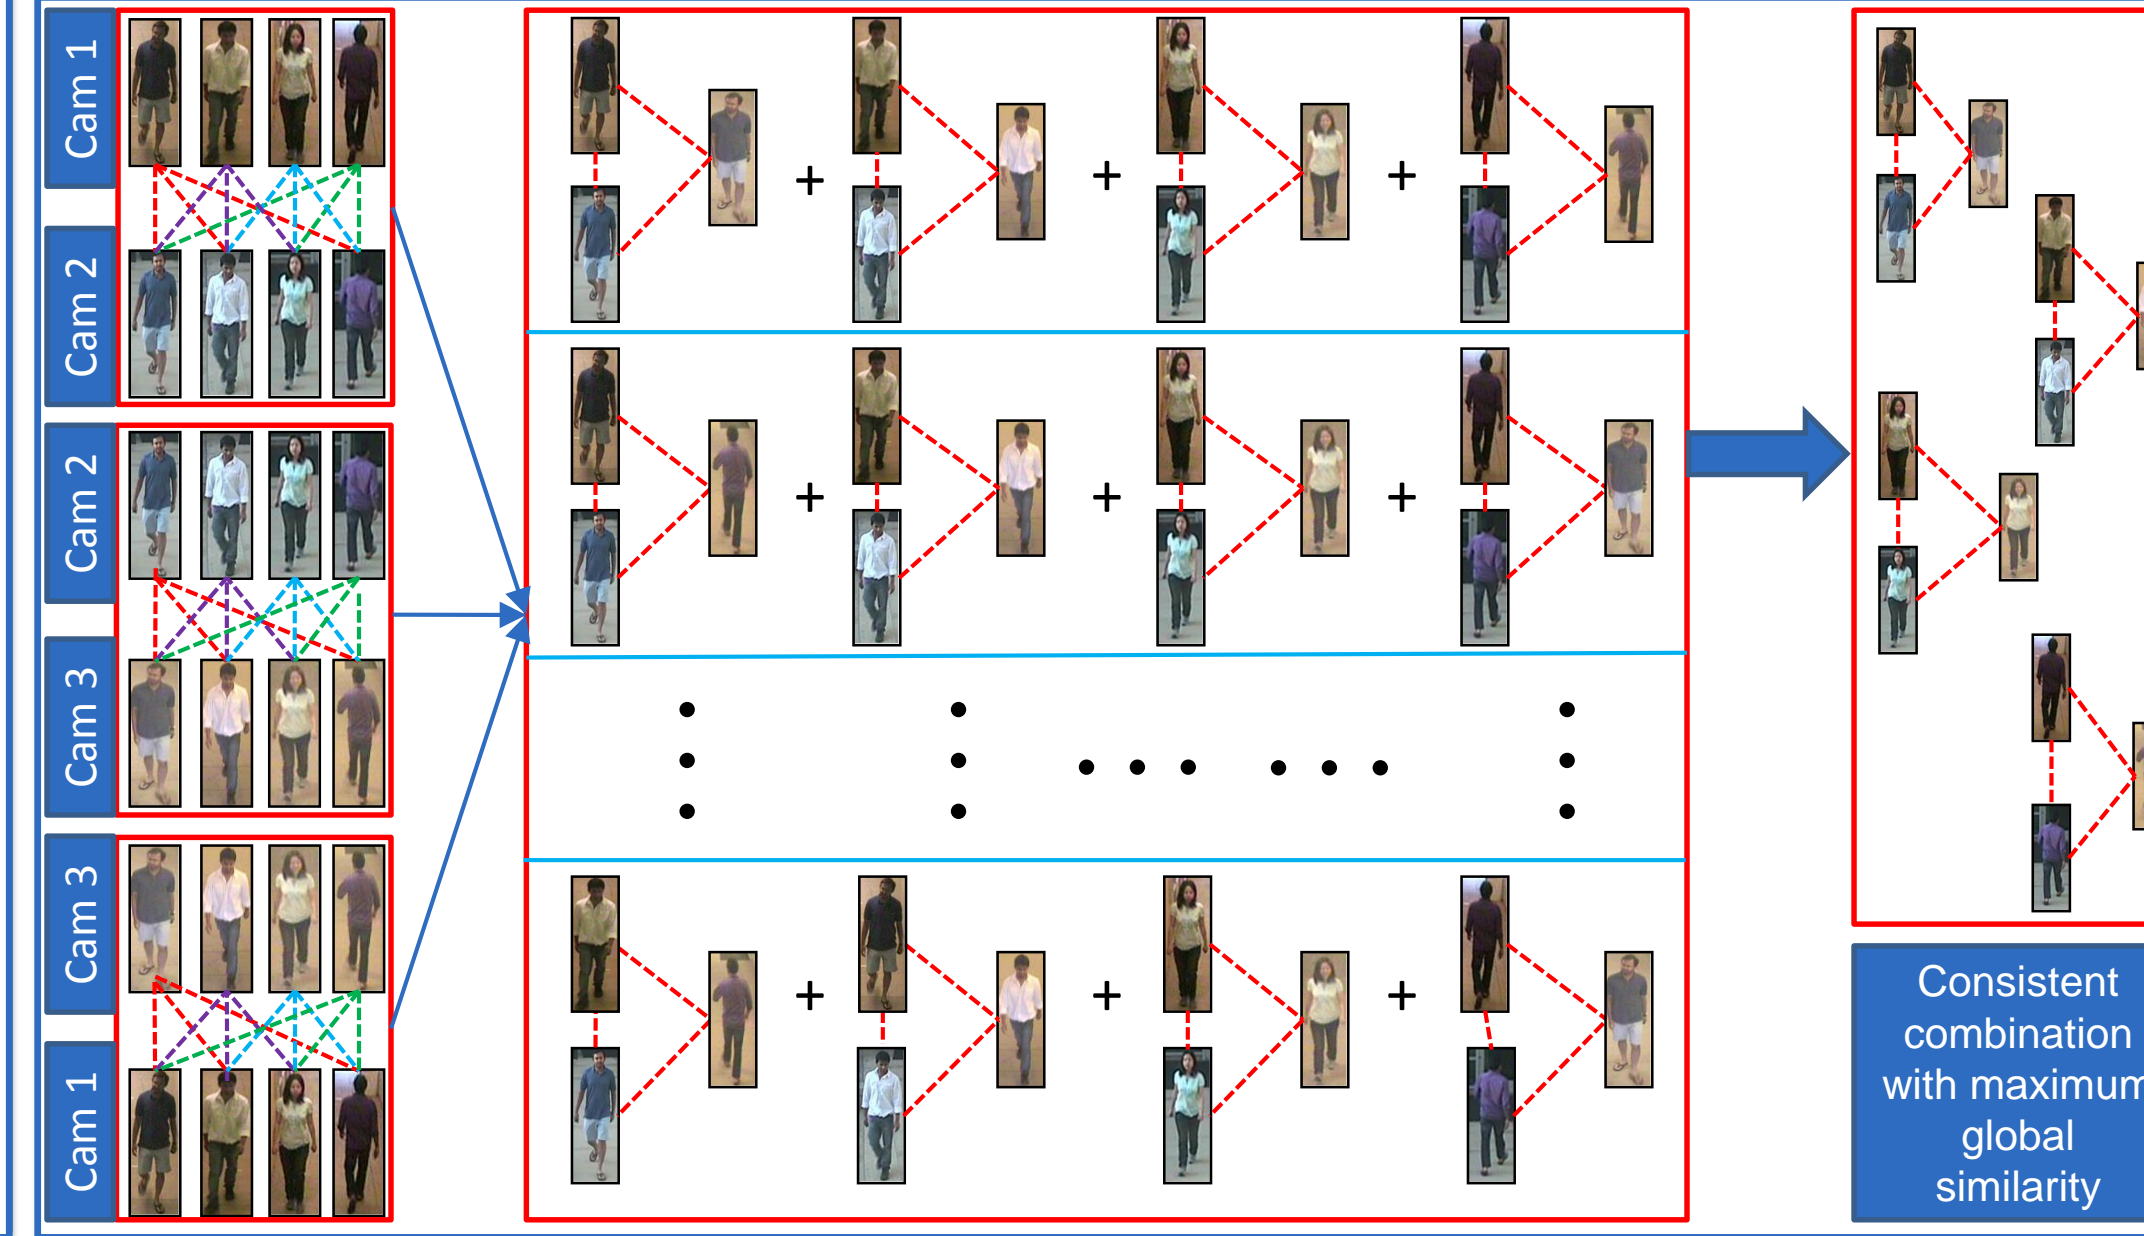 Cam 1
Cam 2
Cam 2
Cam 3
Cam 3
Cam 1
+ + +
+ + +
+ + +
Consistent
combination
with maximum
global
similarity